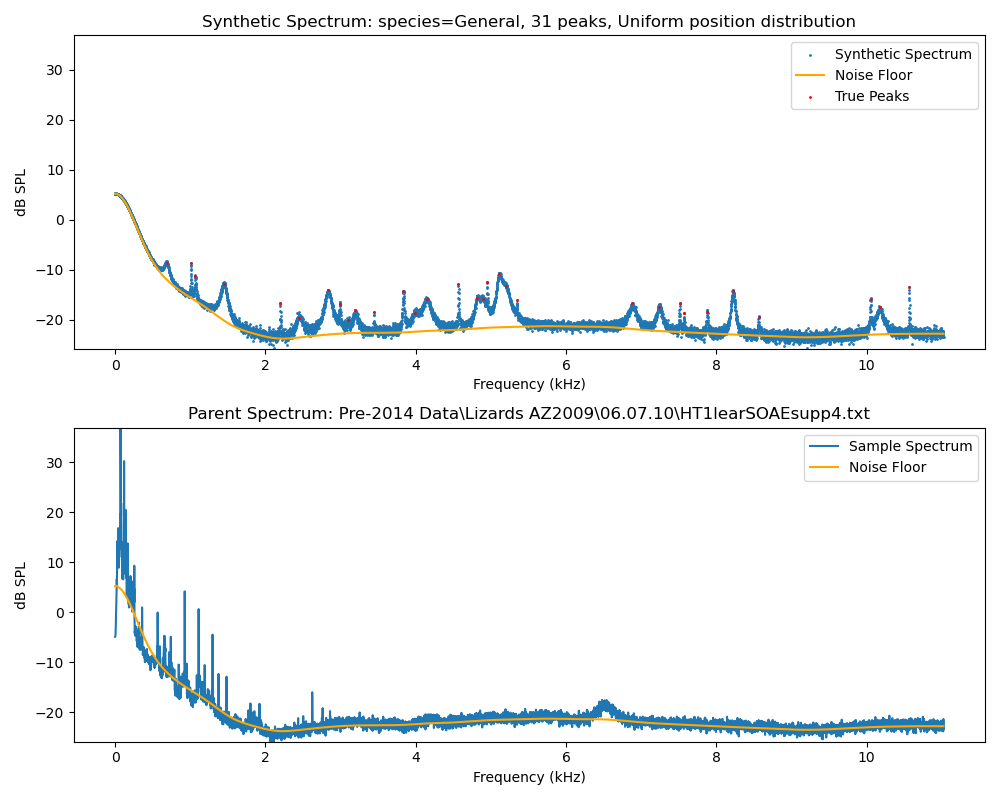 Synthetic Spectrum: species=General, 31 peaks, Uniform position distribution
Synthetic Spectrum
Noise Floor
True Peaks
30
20
10
0
−10
−20
dB SPL
0 2 4 6 8 10
Frequency (kHz)
Parent Spectrum: Pre-2014 Data\Lizards AZ2009\06.07.10\HT1learSOAEsupp4.txt
Sample Spectrum
Noise Floor
30
20
10
0
−10
−20
dB SPL
0 2 4 6 8 10
Frequency (kHz)